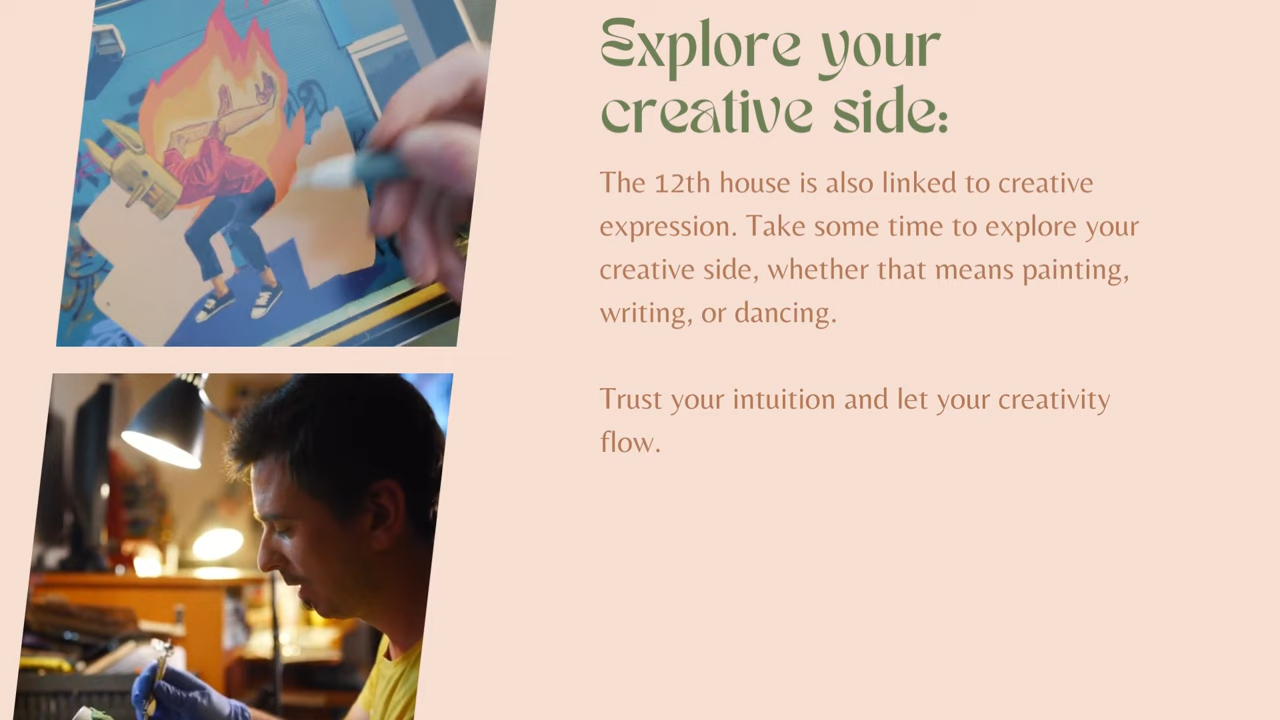 Explore your
creative side:
The 12th house is also linked to creative
expression. Take some time to explore your
creative side, whether that means painting,
writing, or dancing.
Trust your intuition and let your creativity
flow.